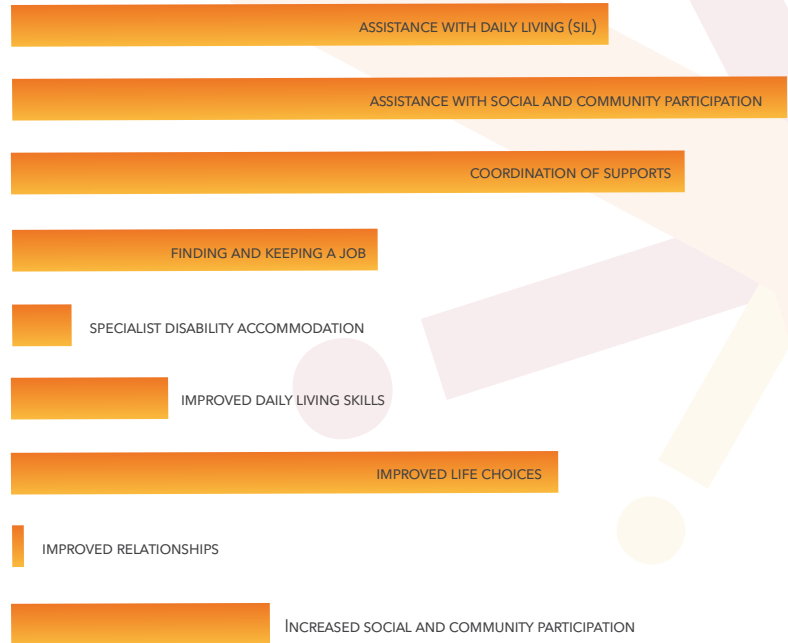 ASSISTANCE WITH DAILY LIVING (SIL)
ASSISTANCE WITH SOCIAL AND COMMUNITY PARTICIPATION
COORDINATION OF SUPPORTS
FINDING AND KEEPING A JOB
SPECIALIST DISABILITY ACCOMMODATION
IMPROVED DAILY LIVING SKILLS
IMPROVED LIFE CHOICES
IMPROVED RELATIONSHIPS
INCREASED SOCIAL AND COMMUNITY PARTICIPATION